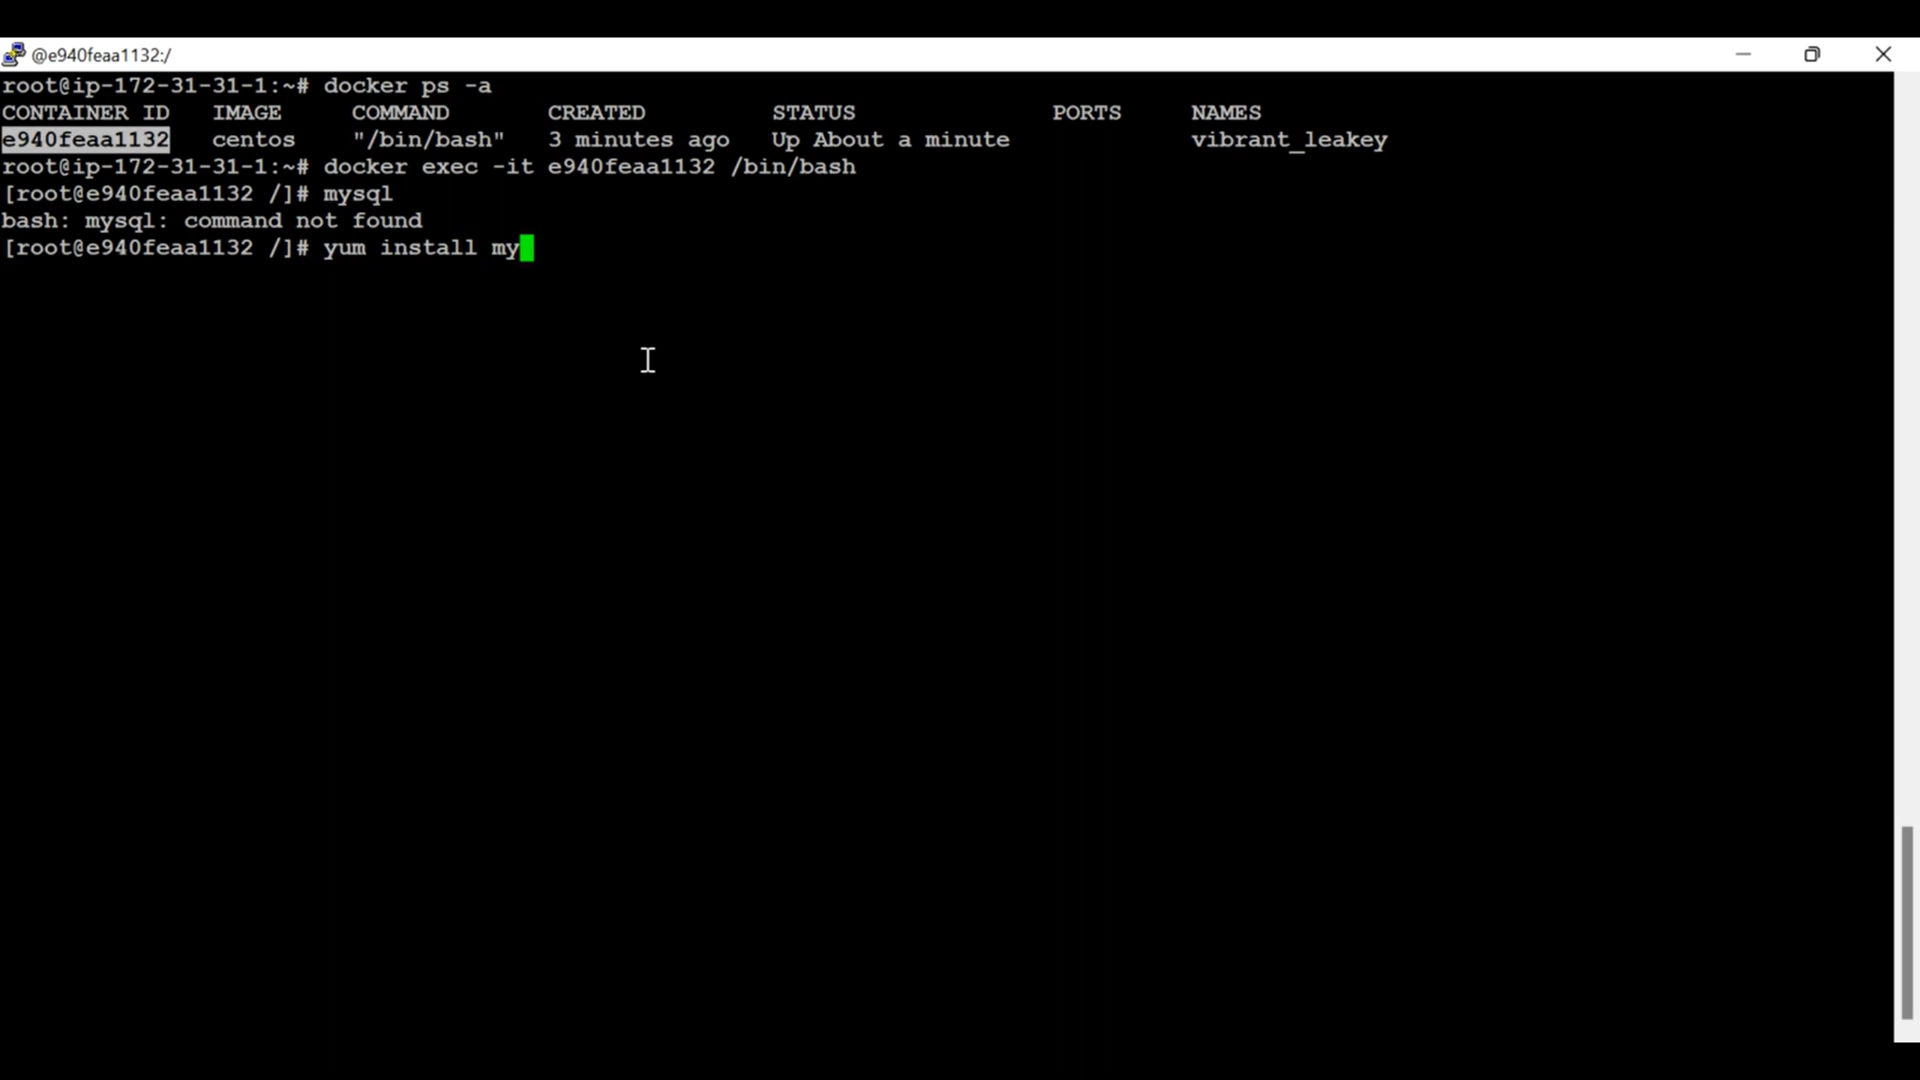 @e940feaa1132:/
root@ip-172-31-31-1:~# docker ps -a
CONTAINER ID   IMAGE     COMMAND       CREATED         STATUS              PORTS     NAMES
e940feaa1132   centos    "/bin/bash"   3 minutes ago   Up About a minute             vibrant_leakey
root@ip-172-31-31-1:~# docker exec -it e940feaa1132 /bin/bash
[root@e940feaa1132 /]# mysql
bash: mysql: command not found
[root@e940feaa1132 /]# yum install my